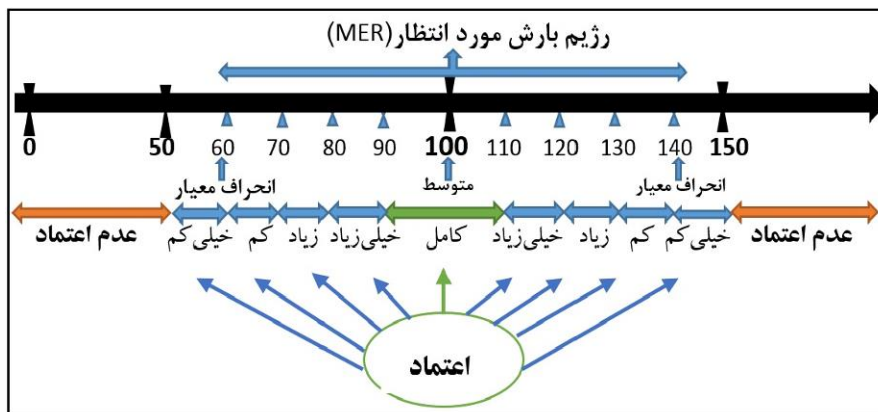 رژیم بارش مورد انتظار(MER)
0 50 60 70 80 90 100 110 120 130 140 150
انحراف معیار متوسط انحراف معیار
عدم اعتماد خیلی‌کم کم زیاد خیلی‌زیاد کامل خیلی‌زیاد زیاد کم خیلی‌کم عدم اعتماد
اعتماد